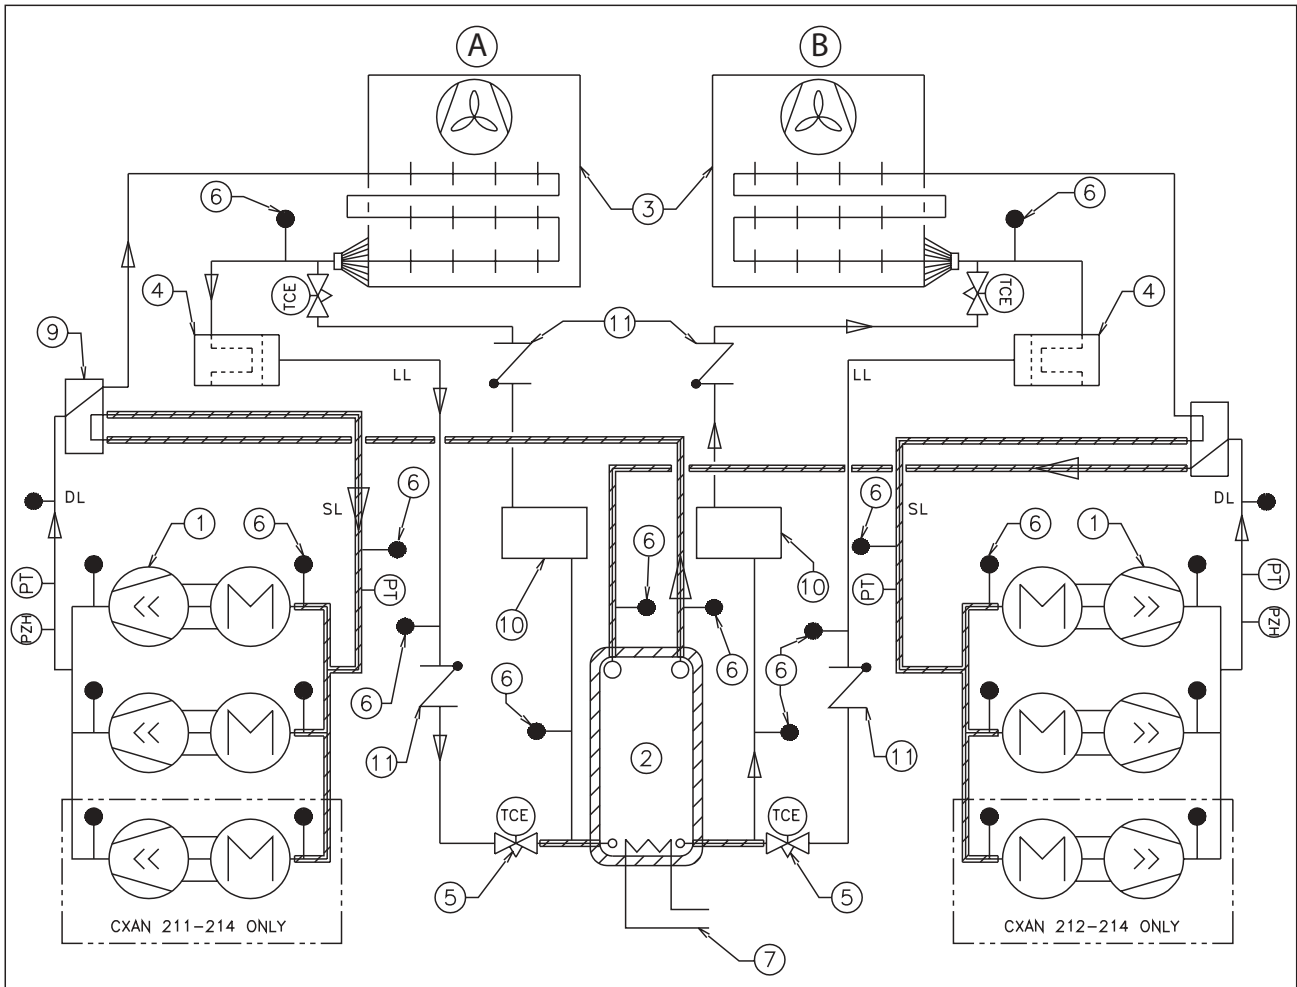 A B
6 3 6
4 TCE 11 TCE 4
9
LL LL
DL SL 6 6 SL DL
1 6 6 6 1
PT PT 10 10 PT PT
PZH PZH
6 6 6 6
6
11 2 11
TCE TCE
5 5
CXAN 211-214 ONLY CXAN 212-214 ONLY
7